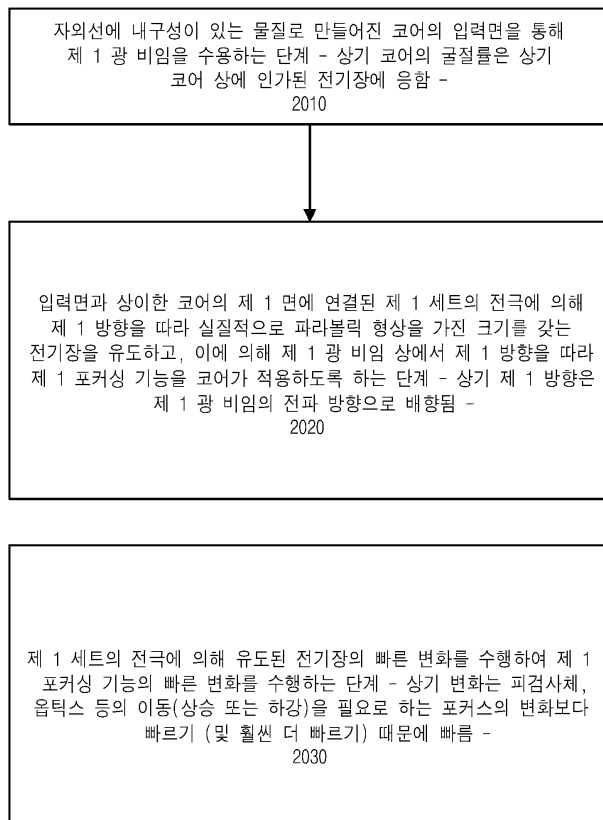 자외선에 내구성이 있는 물질로 만들어진 코어의 입력면을 통해
제 1 광 비임을 수용하는 단계 - 상기 코어의 굴절률은 상기
코어 상에 인가된 전기장에 응함 -
2010
입력면과 상이한 코어의 제 1 면에 연결된 제 1 세트의 전극에 의해
제 1 방향을 따라 실질적으로 파라볼릭 형상을 가진 크기를 갖는
전기장을 유도하고, 이에 의해 제 1 광 비임 상에서 제 1 방향을 따라
제 1 포커싱 기능을 코어가 적용하도록 하는 단계 - 상기 제 1 방향은
제 1 광 비임의 전파 방향으로 배향됨 -
2020
제 1 세트의 전극에 의해 유도된 전기장의 빠른 변화를 수행하여 제 1
포커싱 기능의 빠른 변화를 수행하는 단계 - 상기 변화는 피검사체,
옵틱스 등의 이동(상승 또는 하강)을 필요로 하는 포커스의 변화보다
빠르기 (및 훨씬 더 빠르기) 때문에 빠름 -
2030